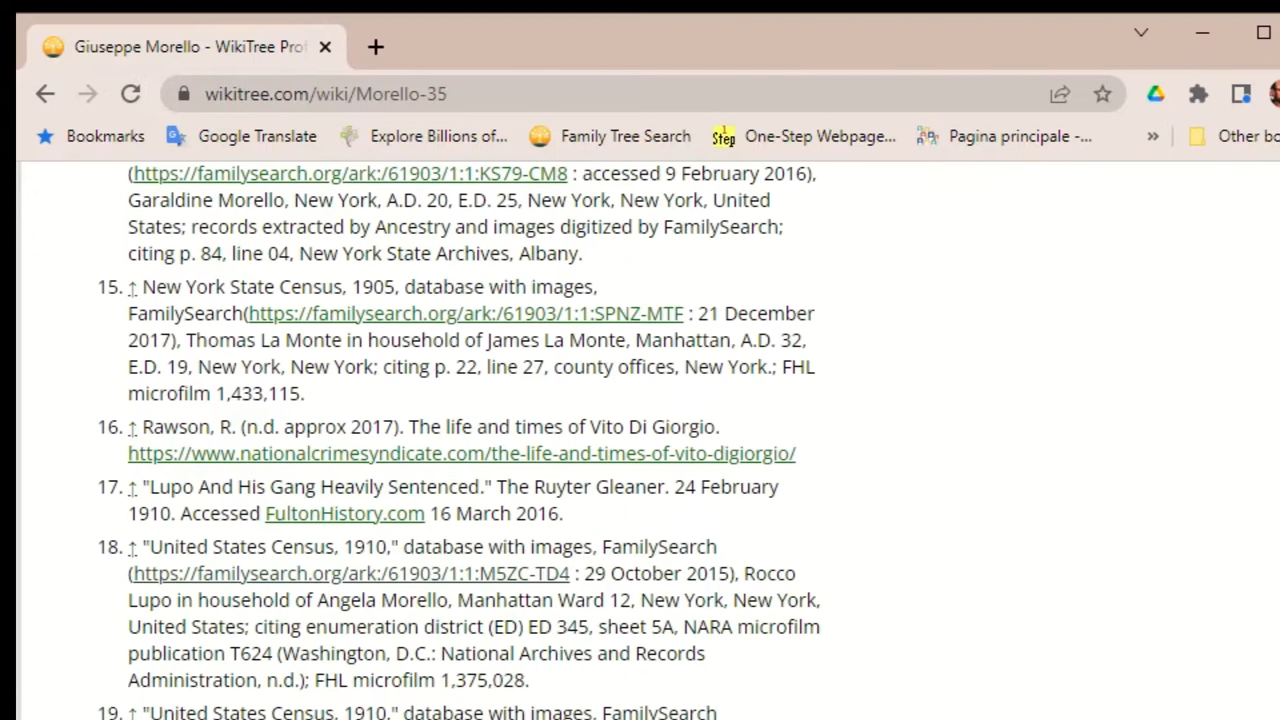 Giuseppe Morello - WikiTree Pro
wikitree.com/wiki/Morello-35
Bookmarks Google Translate Explore Billions of... Family Tree Search 1 Step One-Step Webpage... Pagina principale -... » Other bo
(https://familysearch.org/ark:/61903/1:1:KS79-CM8 : accessed 9 February 2016),
Garaldine Morello, New York, A.D. 20, E.D. 25, New York, New York, United
States; records extracted by Ancestry and images digitized by FamilySearch;
citing p. 84, line 04, New York State Archives, Albany.
15. ↑ New York State Census, 1905, database with images,
FamilySearch(https://familysearch.org/ark:/61903/1:1:SPNZ-MTF : 21 December
2017), Thomas La Monte in household of James La Monte, Manhattan, A.D. 32,
E.D. 19, New York, New York; citing p. 22, line 27, county offices, New York.; FHL
microfilm 1,433,115.
16. ↑ Rawson, R. (n.d. approx 2017). The life and times of Vito Di Giorgio.
https://www.nationalcrimesyndicate.com/the-life-and-times-of-vito-digiorgio/
17. ↑ "Lupo And His Gang Heavily Sentenced." The Ruyter Gleaner. 24 February
1910. Accessed FultonHistory.com 16 March 2016.
18. ↑ "United States Census, 1910," database with images, FamilySearch
(https://familysearch.org/ark:/61903/1:1:M5ZC-TD4 : 29 October 2015), Rocco
Lupo in household of Angela Morello, Manhattan Ward 12, New York, New York,
United States; citing enumeration district (ED) ED 345, sheet 5A, NARA microfilm
publication T624 (Washington, D.C.: National Archives and Records
Administration, n.d.); FHL microfilm 1,375,028.
19. ↑ "United States Census, 1910," database with images, FamilySearch